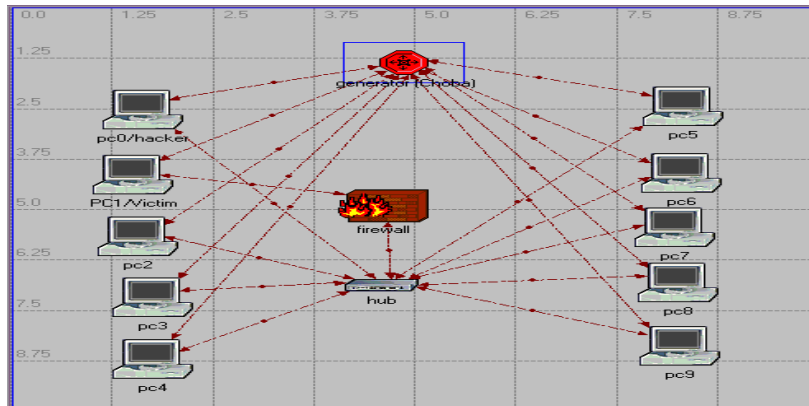 0.0 1.25 2.5 3.75 5.0 6.25 7.5 8.75
1.25
generator (Choba)
2.5
pc0/hacker
pc5
3.75
PC1/Victim
pc6
5.0
firewall
pc2
pc7
6.25
hub
pc3
pc8
7.5
8.75
pc4
pc9